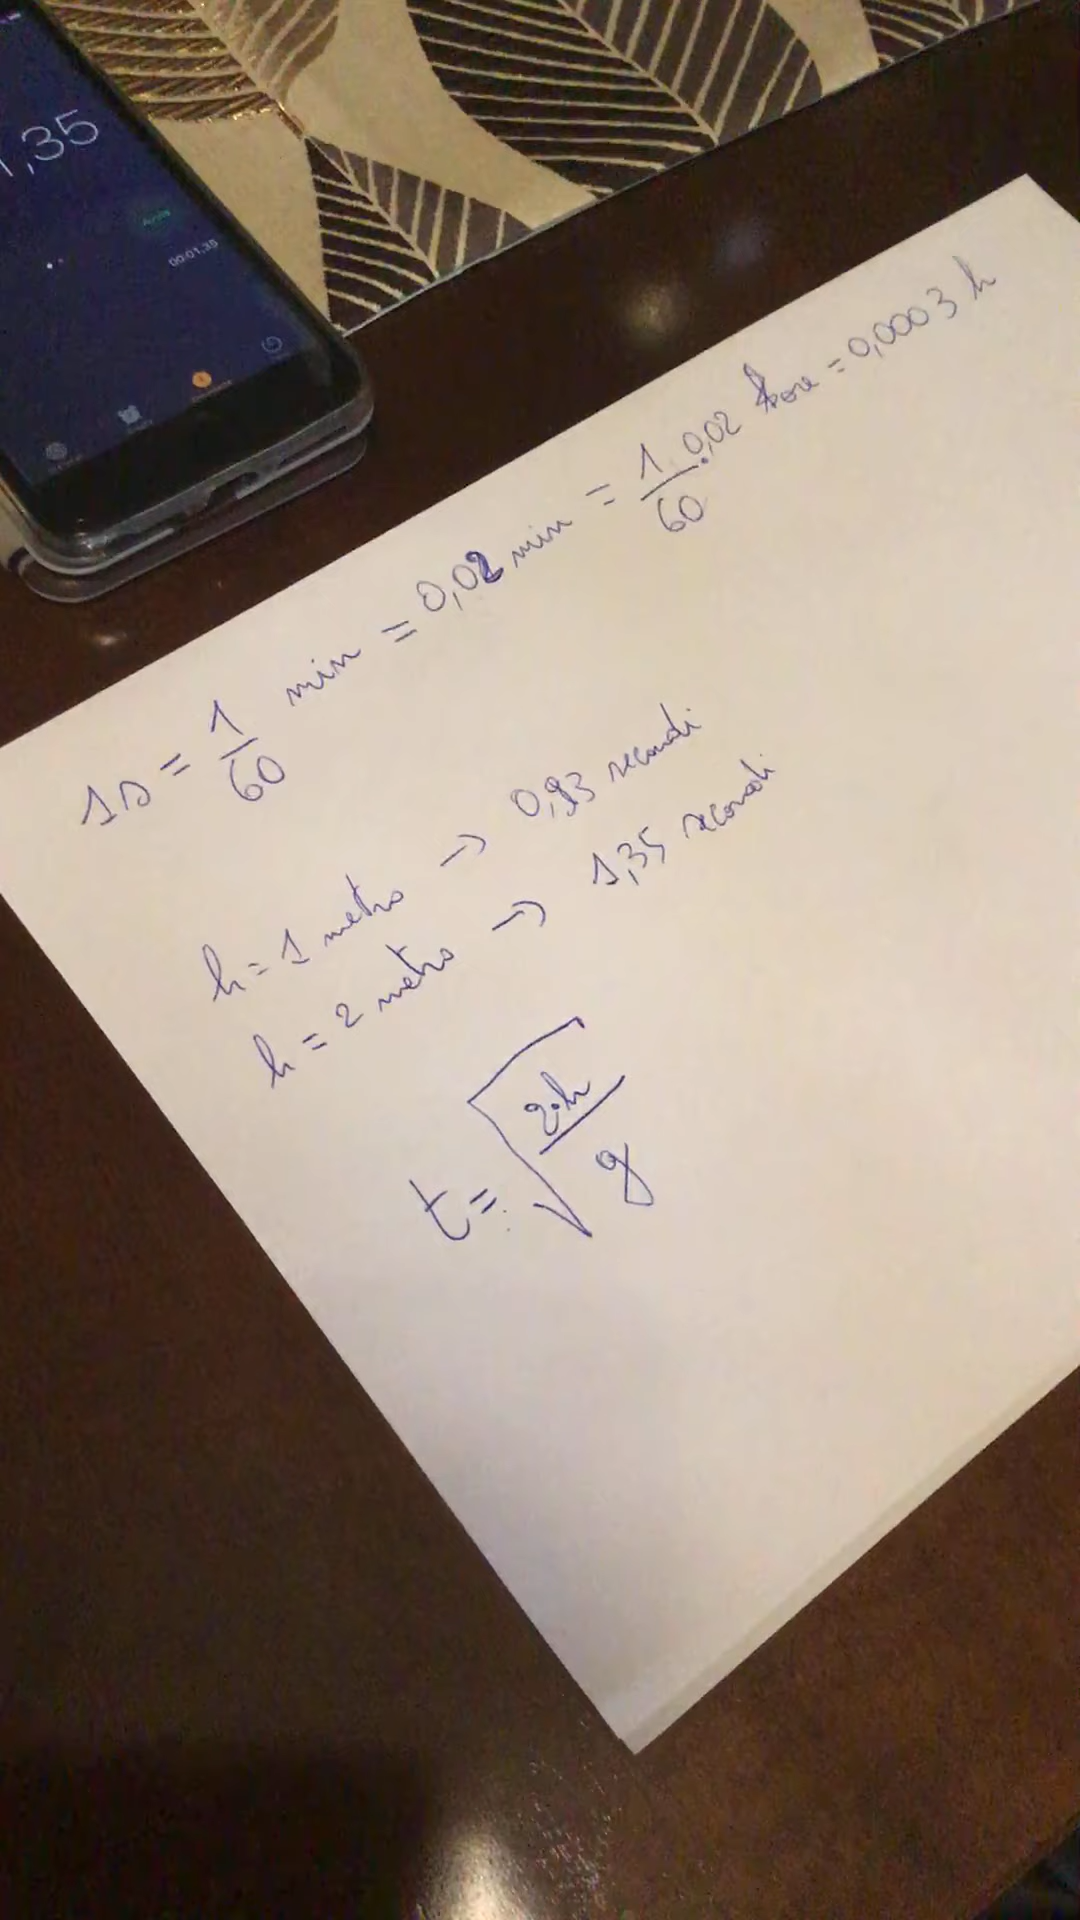 1,35
00:01,35
1s = 1/60 min = 0,02 min = 1/60 · 0,02 ore = 0,0003 h
h = 1 metro → 0,93 secondi
h = 2 metro → 1,35 secondi
t = √(2·h/g)